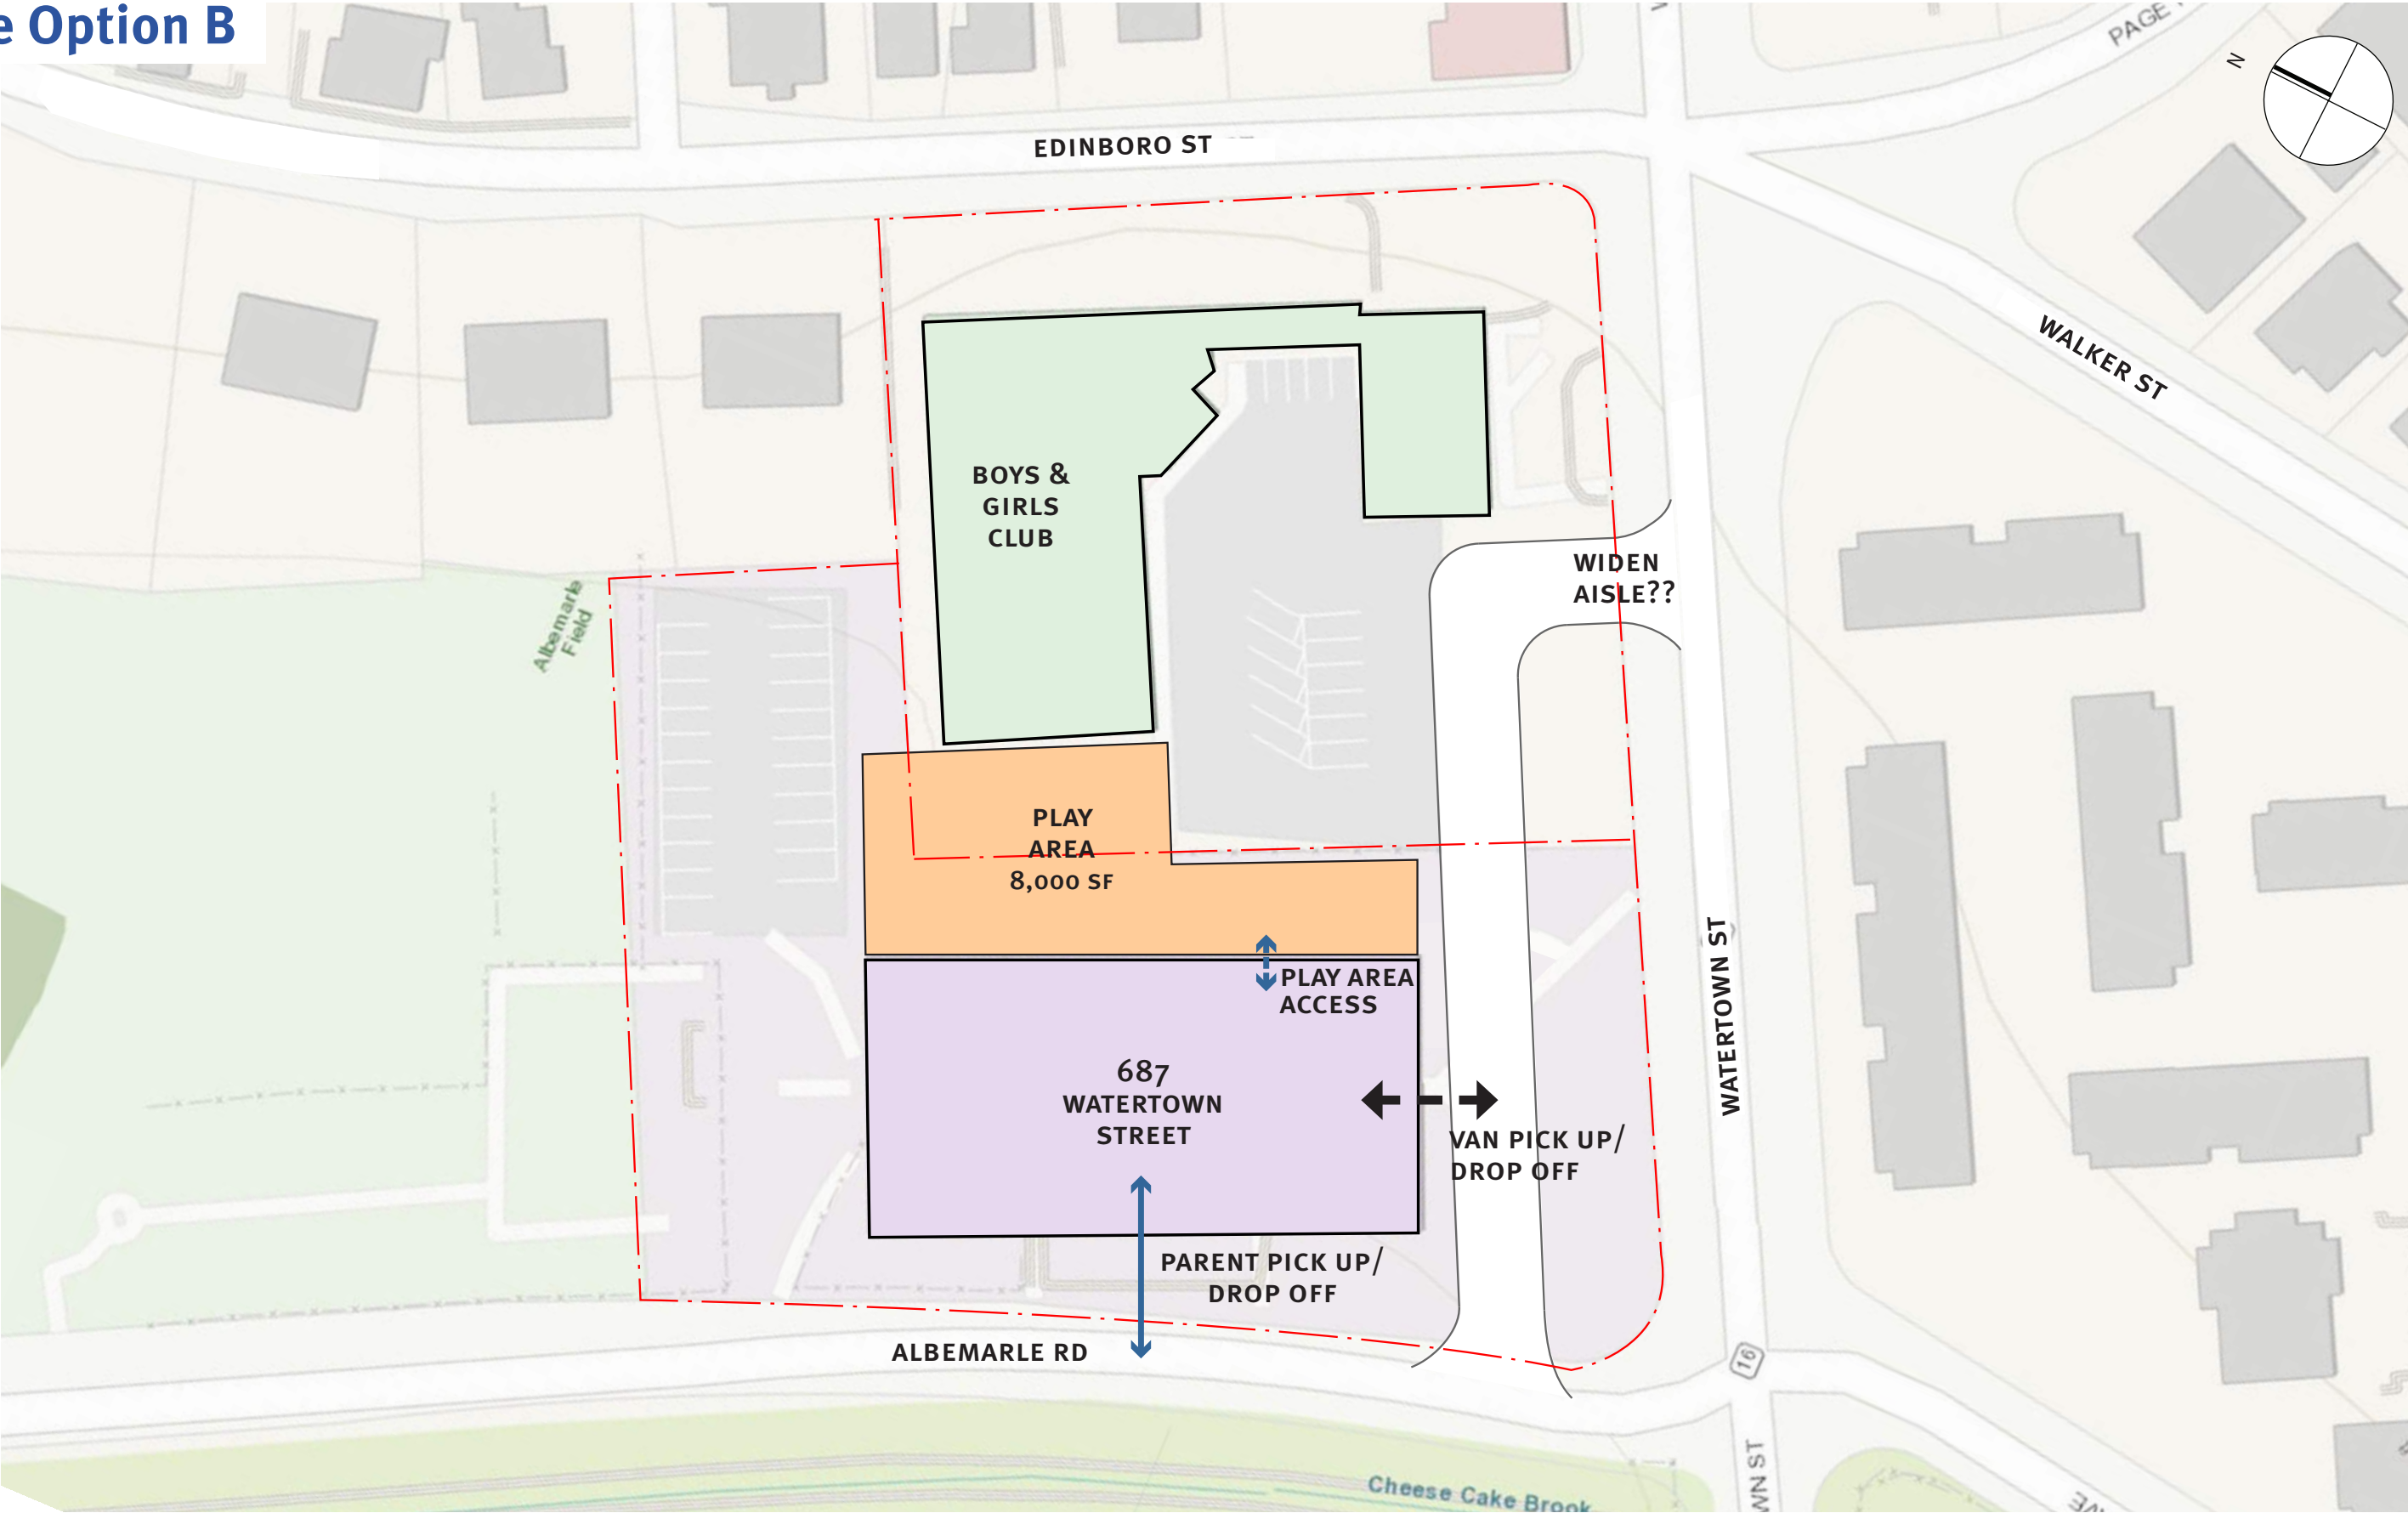 e Option B
PAGE
N
EDINBORO ST
WALKER ST
BOYS &
GIRLS
CLUB
WIDEN
AISLE??
Albemarle
Field
PLAY
AREA
8,000 SF
PLAY AREA
ACCESS
WATERTOWN ST
687
WATERTOWN
STREET
VAN PICK UP/
DROP OFF
PARENT PICK UP/
DROP OFF
ALBEMARLE RD
16
WN ST
Cheese Cake Brook